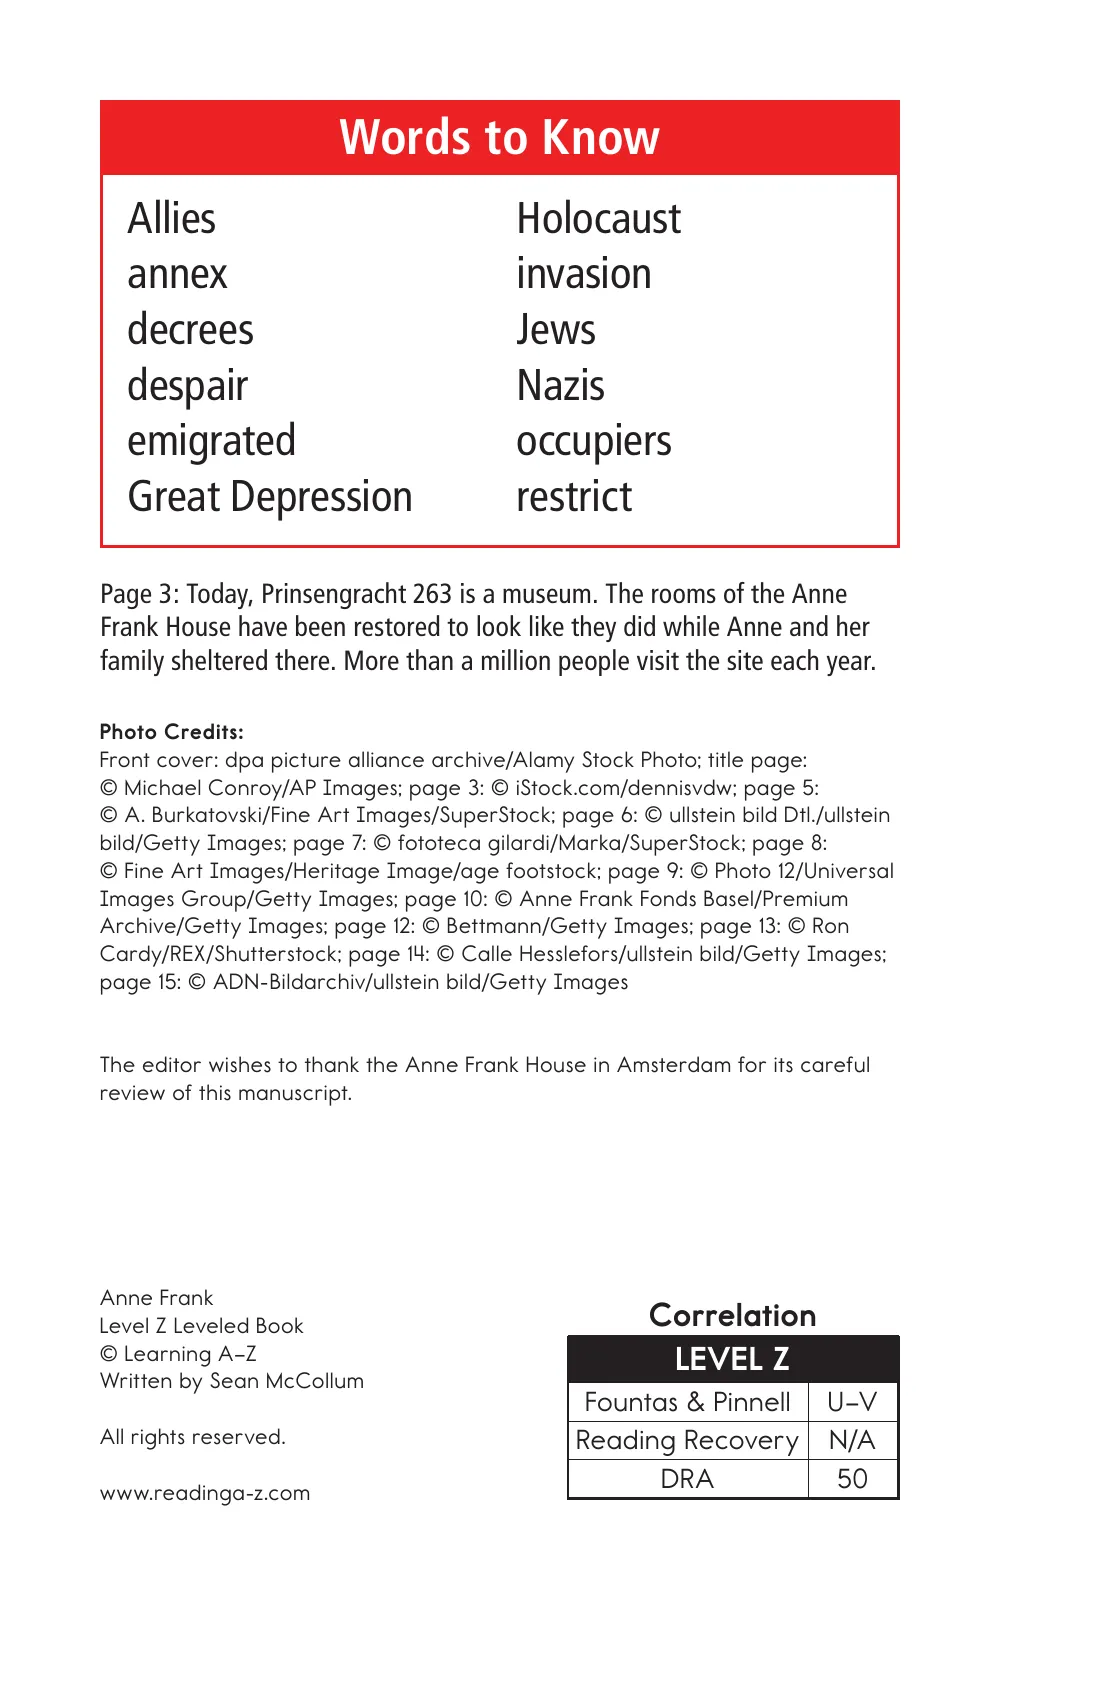 Words to Know
Allies
annex
decrees
despair
emigrated
Great Depression
Holocaust
invasion
Jews
Nazis
occupiers
restrict
Page 3: Today, Prinsengracht 263 is a museum. The rooms of the Anne
Frank House have been restored to look like they did while Anne and her
family sheltered there. More than a million people visit the site each year.
Photo Credits:
Front cover: dpa picture alliance archive/Alamy Stock Photo; title page:
© Michael Conroy/AP Images; page 3: © iStock.com/dennisvdw; page 5:
© A. Burkatovski/Fine Art Images/SuperStock; page 6: © ullstein bild Dtl./ullstein
bild/Getty Images; page 7: © fototeca gilardi/Marka/SuperStock; page 8:
© Fine Art Images/Heritage Image/age footstock; page 9: © Photo 12/Universal
Images Group/Getty Images; page 10: © Anne Frank Fonds Basel/Premium
Archive/Getty Images; page 12: © Bettmann/Getty Images; page 13: © Ron
Cardy/REX/Shutterstock; page 14: © Calle Hesslefors/ullstein bild/Getty Images;
page 15: © ADN-Bildarchiv/ullstein bild/Getty Images
The editor wishes to thank the Anne Frank House in Amsterdam for its careful
review of this manuscript.
Anne Frank
Level Z Leveled Book
© Learning A–Z
Written by Sean McCollum
All rights reserved.
www.readinga-z.com
Correlation
LEVEL Z
Fountas & Pinnell U–V
Reading Recovery N/A
DRA 50